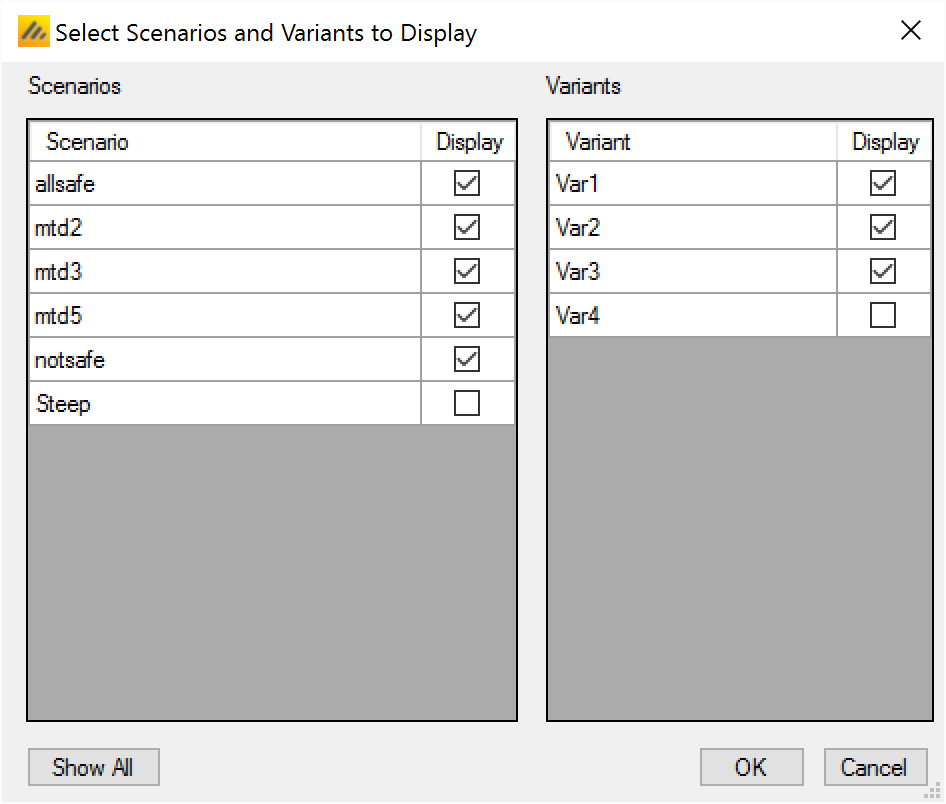 Select Scenarios and Variants to Display
Scenarios
Variants
Scenario Display
allsafe
mtd2
mtd3
mtd5
notsafe
Steep
Variant Display
Var1
Var2
Var3
Var4
Show All
OK
Cancel